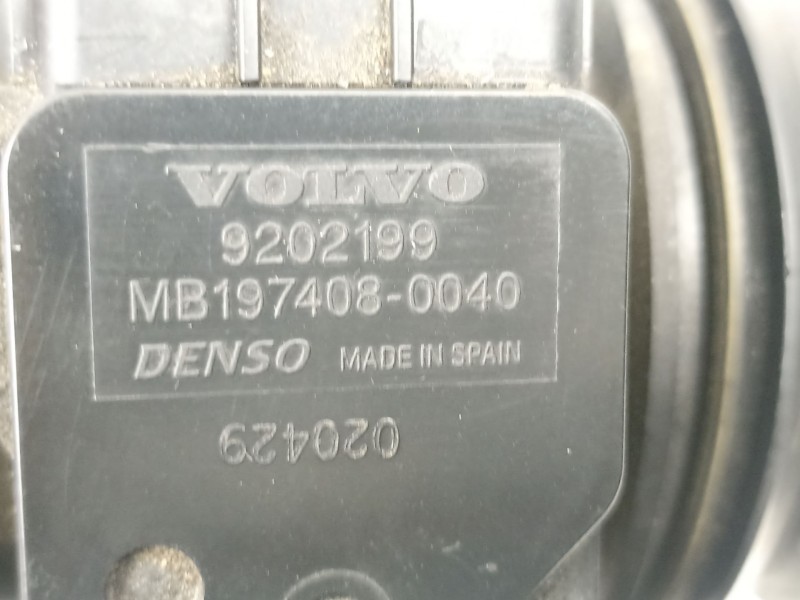 VOLVO
9202199
MB197408-0040
DENSO MADE IN SPAIN
020429